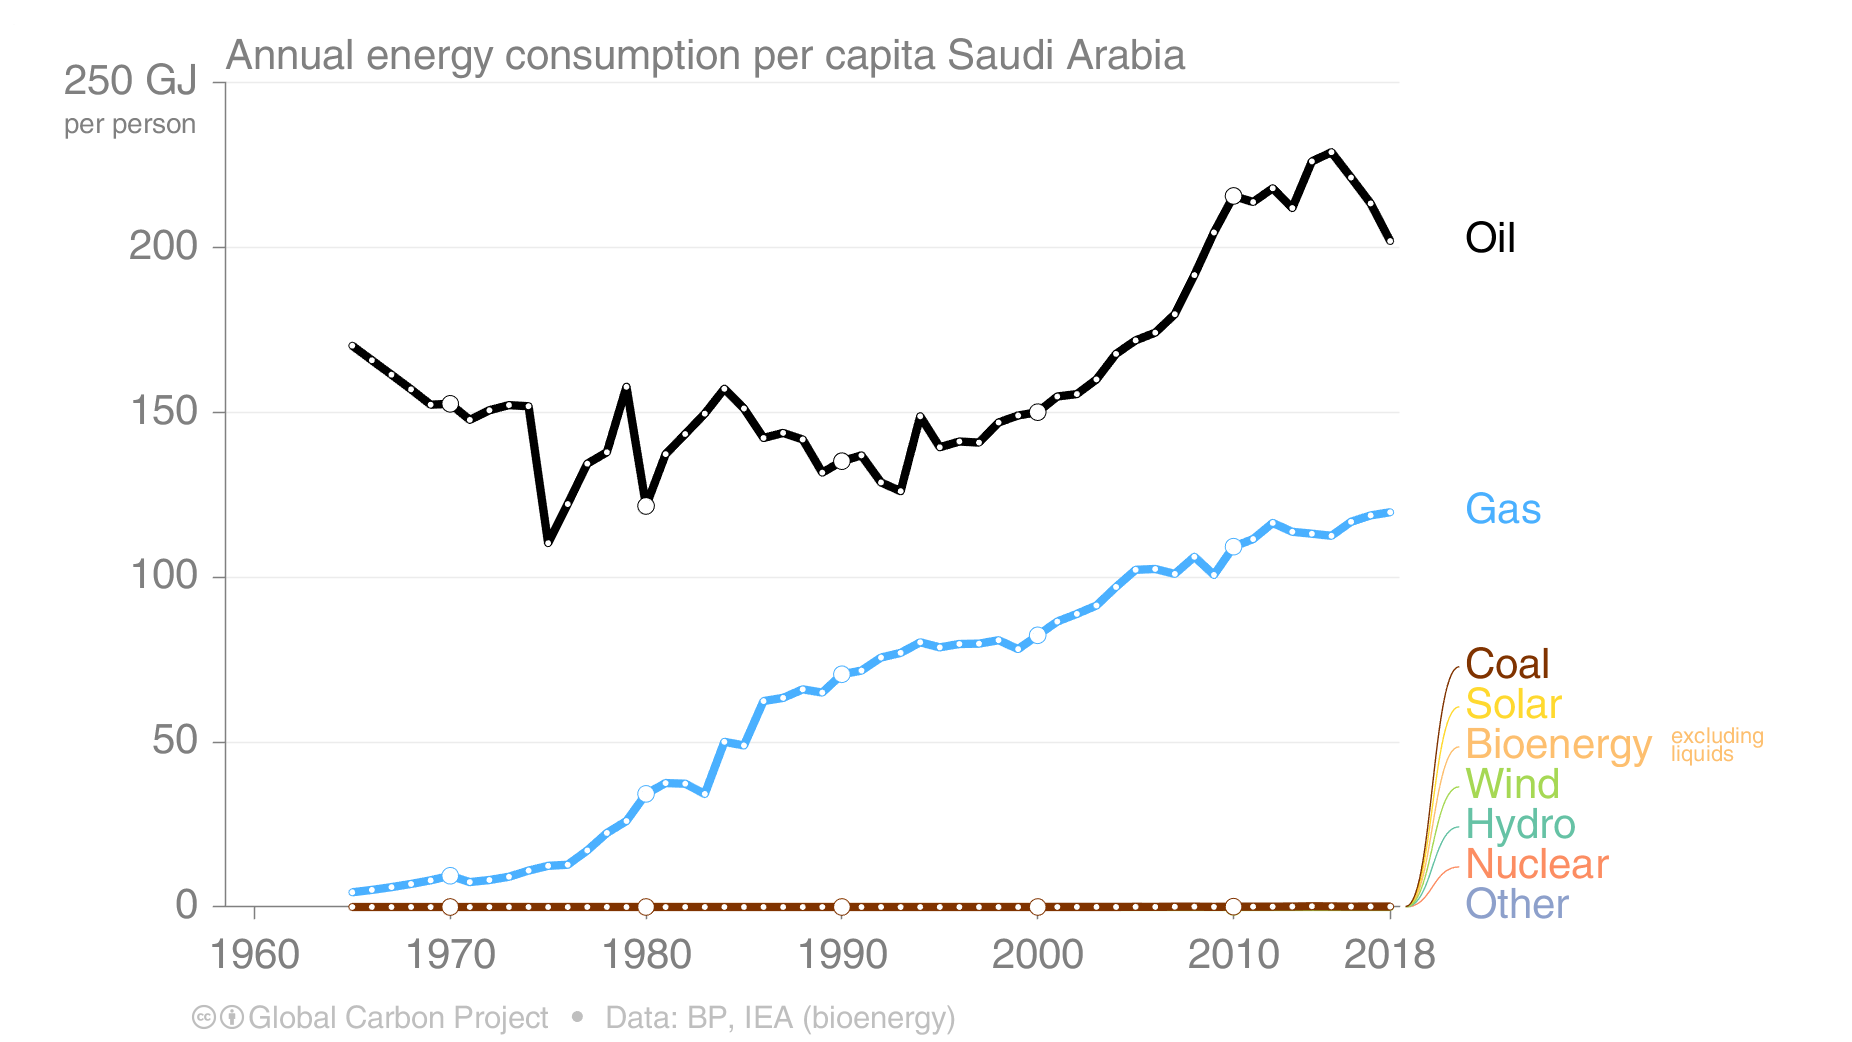 Annual energy consumption per capita Saudi Arabia
250 GJ
per person
200
150
100
50
0
1960 1970 1980 1990 2000 2010 2018
Oil
Gas
Coal
Solar
Bioenergy excluding liquids
Wind
Hydro
Nuclear
Other
cc Global Carbon Project • Data: BP, IEA (bioenergy)